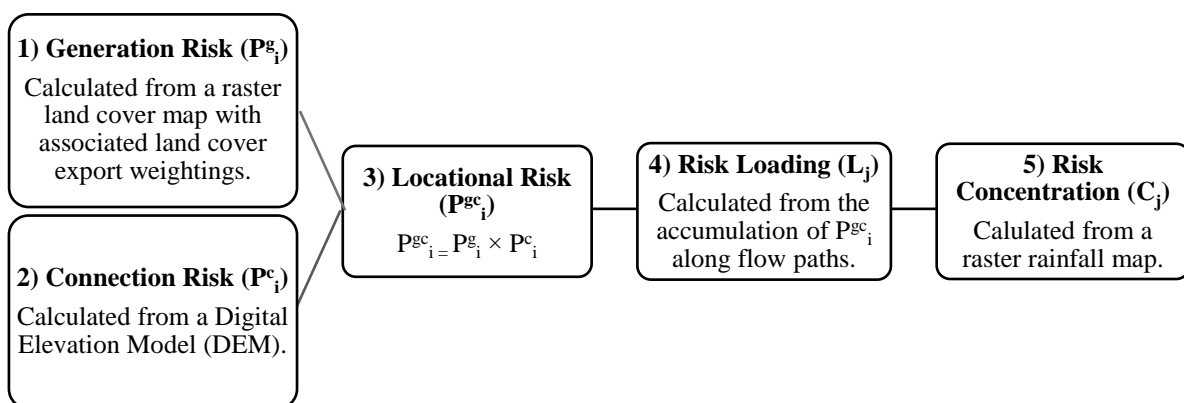 1) Generation Risk (Pᵍᵢ)
Calculated from a raster
land cover map with
associated land cover
export weightings.
2) Connection Risk (Pᶜᵢ)
Calculated from a Digital
Elevation Model (DEM).
3) Locational Risk
(Pᵍᶜᵢ)
Pᵍᶜᵢ₌ Pᵍᵢ × Pᶜᵢ
4) Risk Loading (Lⱼ)
Calculated from the
accumulation of Pᵍᶜᵢ
along flow paths.
5) Risk
Concentration (Cⱼ)
Calulated from a
raster rainfall map.